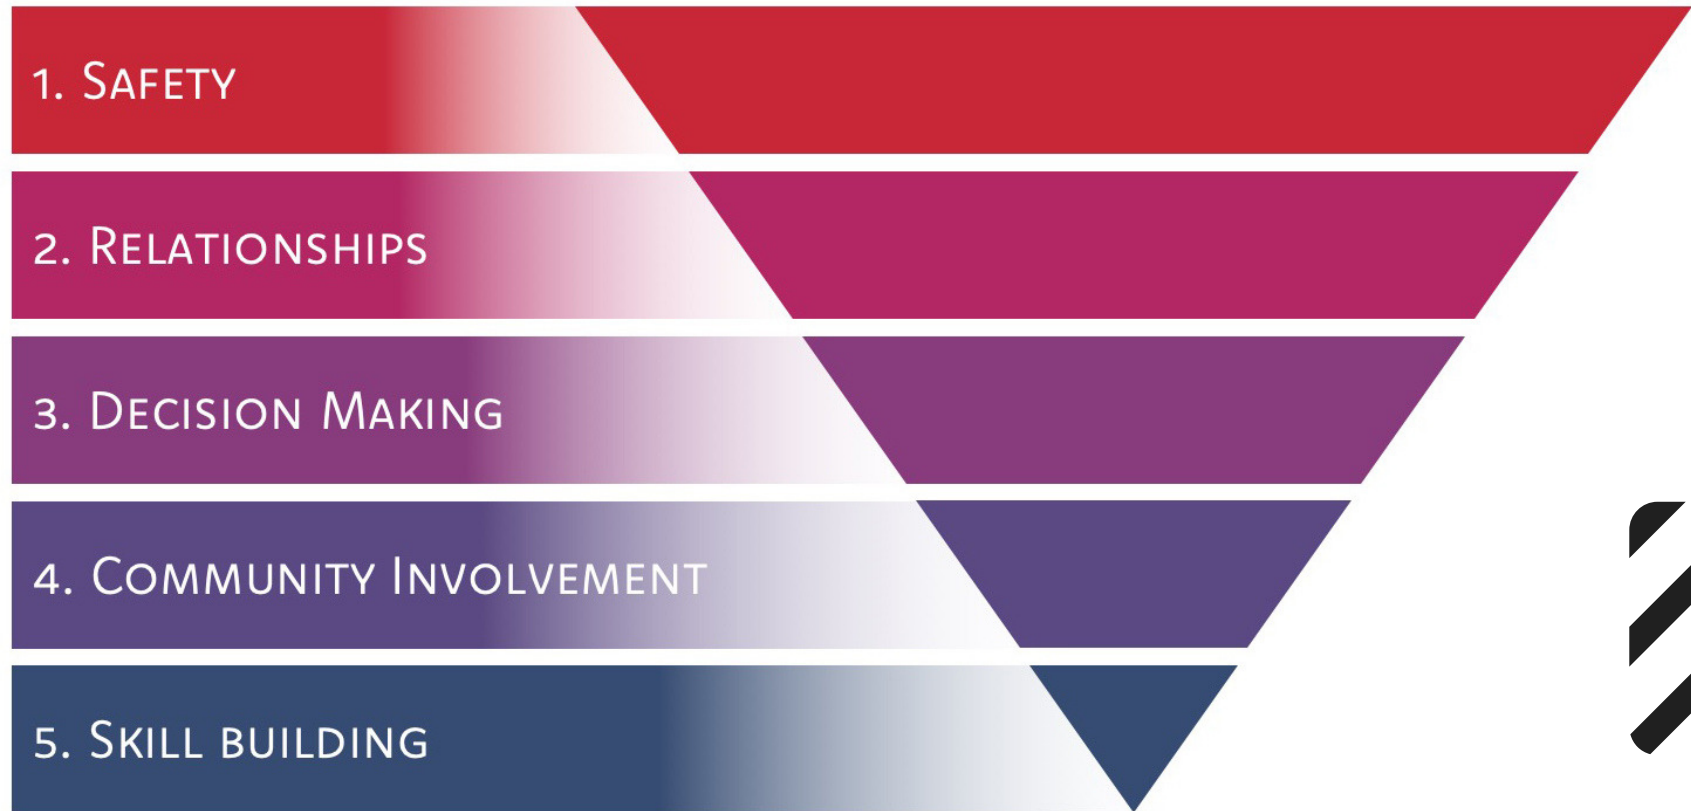 1. SAFETY
2. RELATIONSHIPS
3. DECISION MAKING
4. COMMUNITY INVOLVEMENT
5. SKILL BUILDING